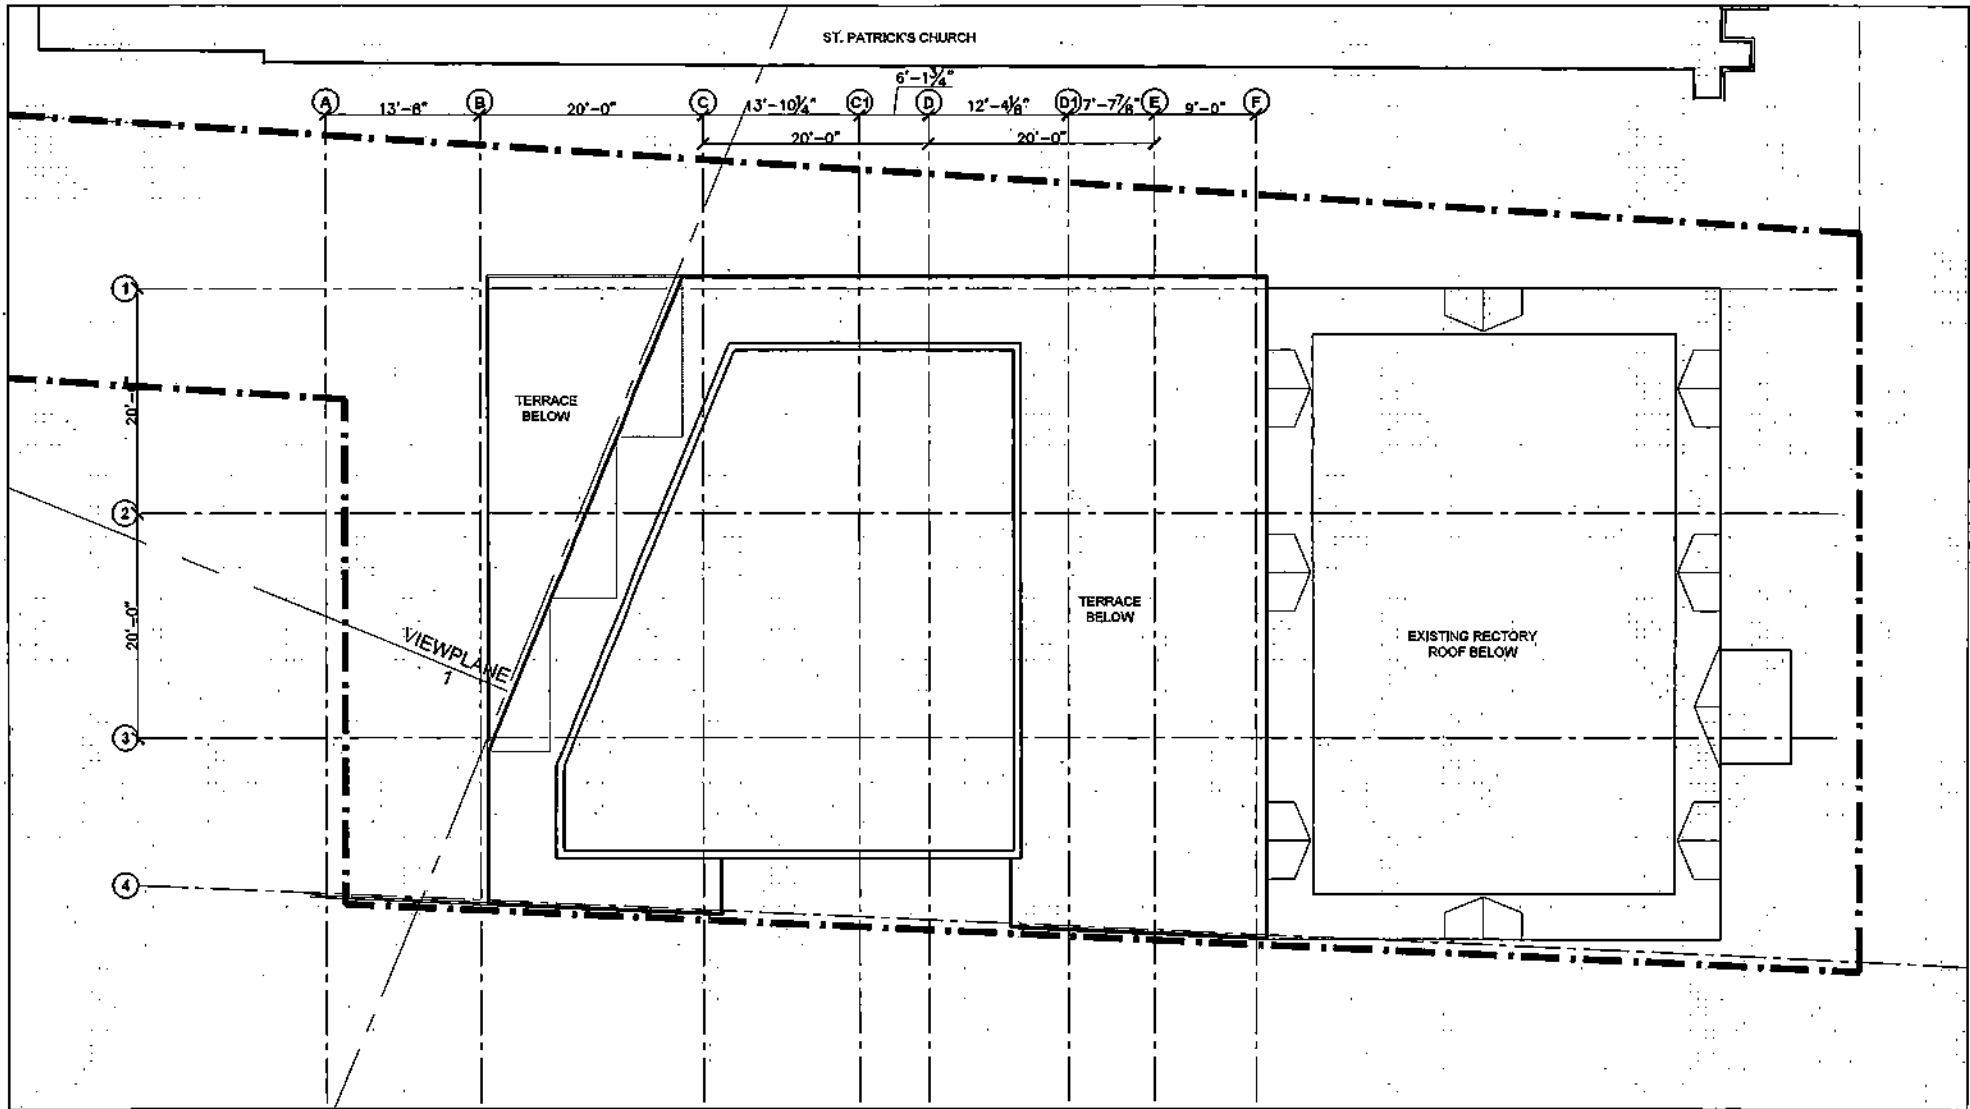 ST. PATRICK'S CHURCH
6'-1¾"
A 13'-6" B 20'-0" C 13'-10¼" C1 D 12'-4⅛" D1 7'-7⅞" E 9'-0" F
20'-0" 20'-0"
1
TERRACE
BELOW
20'-0"
2
TERRACE
BELOW
20'-0"
EXISTING RECTORY
ROOF BELOW
VIEWPLANE
1
3
4